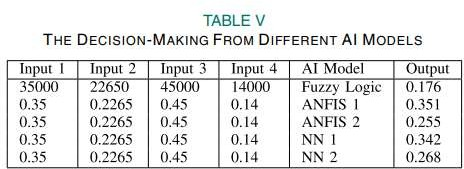 TABLE V
THE DECISION-MAKING FROM DIFFERENT AI MODELS
Input 1 Input 2 Input 3 Input 4 AI Model Output
35000 22650 45000 14000 Fuzzy Logic 0.176
0.35 0.2265 0.45 0.14 ANFIS 1 0.351
0.35 0.2265 0.45 0.14 ANFIS 2 0.255
0.35 0.2265 0.45 0.14 NN 1 0.342
0.35 0.2265 0.45 0.14 NN 2 0.268